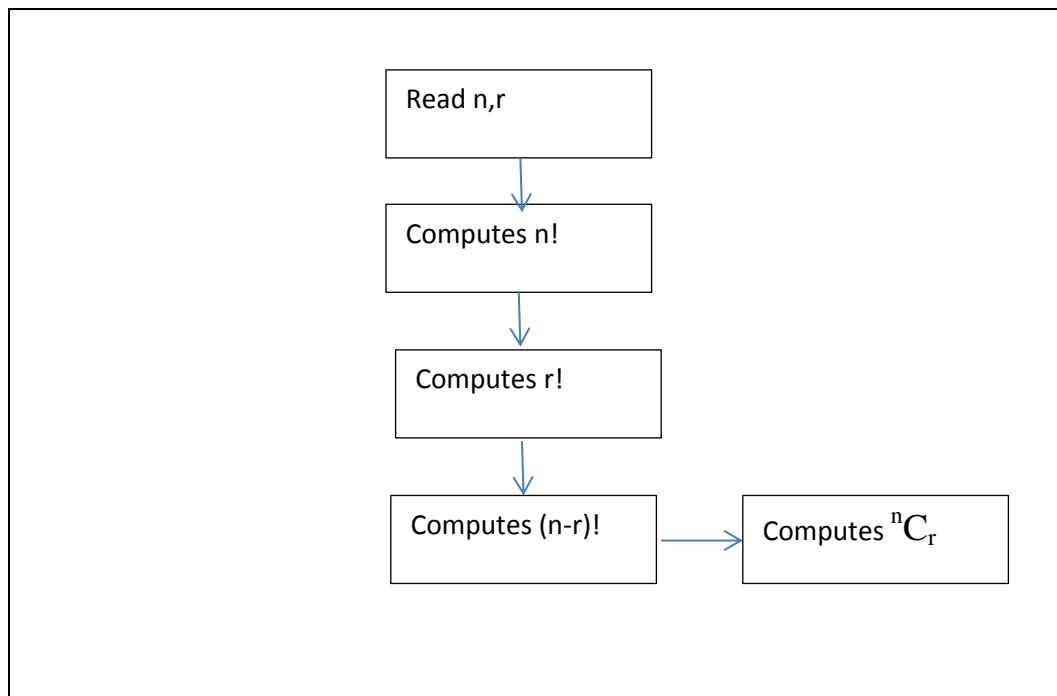 Read n,r
Computes n!
Computes r!
Computes (n-r)!
Computes ⁿCᵣ